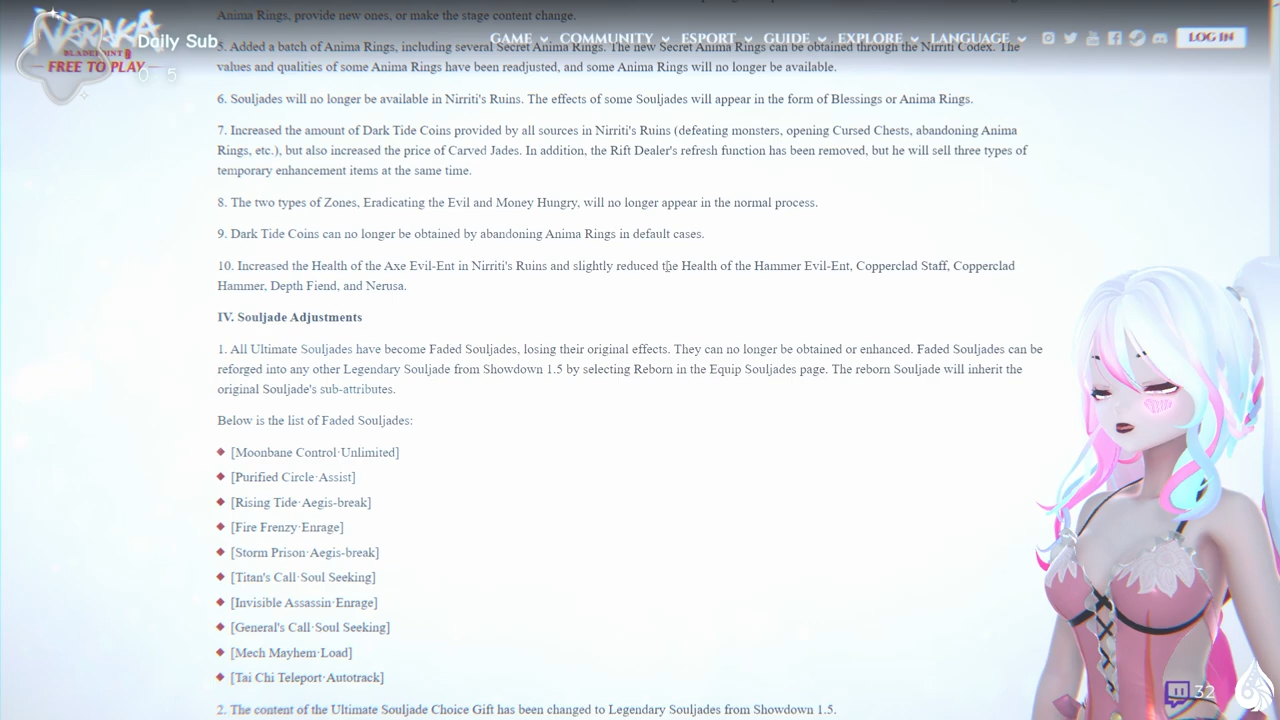 Anima Rings, provide new ones, or make the stage content change.
NARAKA
BLADEPOINT
FREE TO PLAY
Daily Sub
0 5
GAME COMMUNITY ESPORT GUIDE EXPLORE LANGUAGE LOG IN
5. Added a batch of Anima Rings, including several Secret Anima Rings. The new Secret Anima Rings can be obtained through the Nirriti Codex. The
values and qualities of some Anima Rings have been readjusted, and some Anima Rings will no longer be available.
6. Souljades will no longer be available in Nirriti's Ruins. The effects of some Souljades will appear in the form of Blessings or Anima Rings.
7. Increased the amount of Dark Tide Coins provided by all sources in Nirriti's Ruins (defeating monsters, opening Cursed Chests, abandoning Anima
Rings, etc.), but also increased the price of Carved Jades. In addition, the Rift Dealer's refresh function has been removed, but he will sell three types of
temporary enhancement items at the same time.
8. The two types of Zones, Eradicating the Evil and Money Hungry, will no longer appear in the normal process.
9. Dark Tide Coins can no longer be obtained by abandoning Anima Rings in default cases.
10. Increased the Health of the Axe Evil-Ent in Nirriti's Ruins and slightly reduced the Health of the Hammer Evil-Ent, Copperclad Staff, Copperclad
Hammer, Depth Fiend, and Nerusa.
IV. Souljade Adjustments
1. All Ultimate Souljades have become Faded Souljades, losing their original effects. They can no longer be obtained or enhanced. Faded Souljades can be
reforged into any other Legendary Souljade from Showdown 1.5 by selecting Reborn in the Equip Souljades page. The reborn Souljade will inherit the
original Souljade's sub-attributes.
Below is the list of Faded Souljades:
[Moonbane Control·Unlimited]
[Purified Circle·Assist]
[Rising Tide·Aegis-break]
[Fire Frenzy·Enrage]
[Storm Prison·Aegis-break]
[Titan's Call·Soul Seeking]
[Invisible Assassin·Enrage]
[General's Call·Soul Seeking]
[Mech Mayhem·Load]
[Tai Chi Teleport·Autotrack]
32
2. The content of the Ultimate Souljade Choice Gift has been changed to Legendary Souljades from Showdown 1.5.